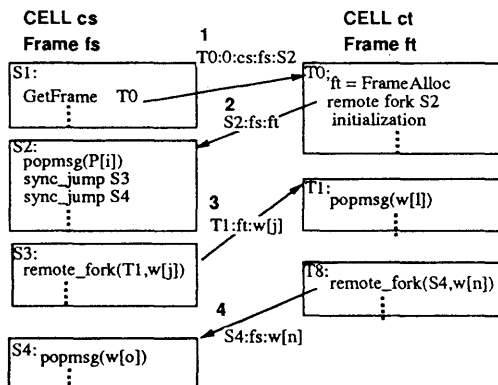 CELL cs
Frame fs
CELL ct
Frame ft
1
T0:0:cs:fs:S2
S1:
GetFrame T0
T0:
ft = FrameAlloc
remote fork S2
initialization
2
S2:fs:ft
S2:
popmsg(P[i])
sync_jump S3
sync_jump S4
3
T1:ft:w[j]
T1:
popmsg(w[l])
S3:
remote_fork(T1,w[j])
T8:
remote_fork(S4,w[n])
4
S4:fs:w[n]
S4:
popmsg(w[o])